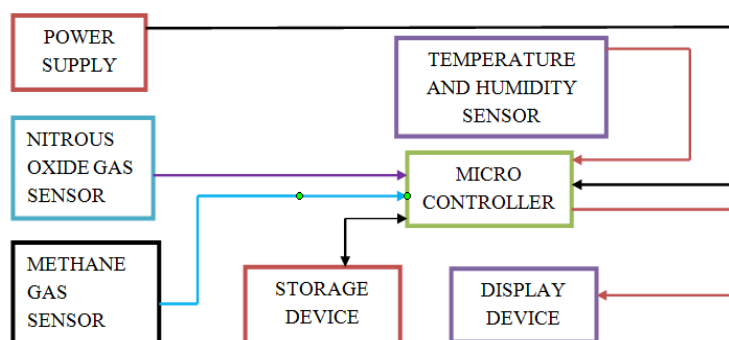 POWER
SUPPLY
TEMPERATURE
AND HUMIDITY
SENSOR
NITROUS
OXIDE GAS
SENSOR
MICRO
CONTROLLER
METHANE
GAS
SENSOR
STORAGE
DEVICE
DISPLAY
DEVICE